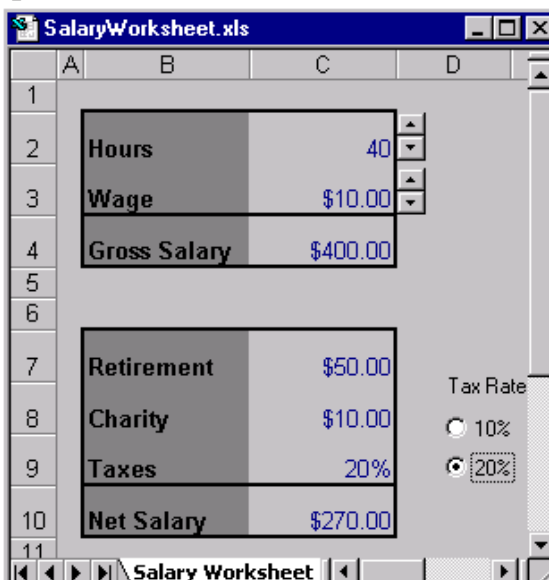 SalaryWorksheet.xls
A B C D
1
2 Hours 40
3 Wage $10.00
4 Gross Salary $400.00
5
6
7 Retirement $50.00
Tax Rate
8 Charity $10.00 10%
9 Taxes 20% 20%
10 Net Salary $270.00
11
Salary Worksheet